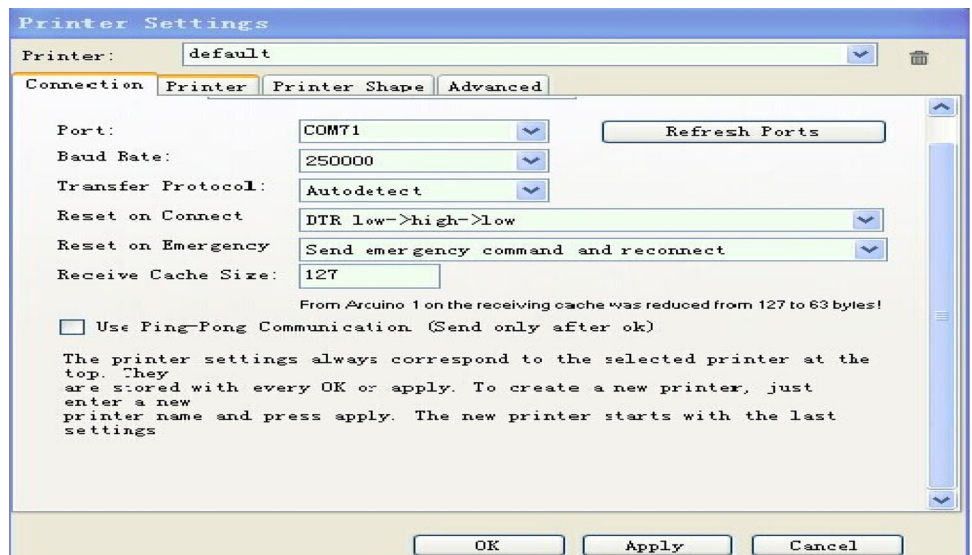 Printer Settings
Printer: default
Connection Printer Printer Shape Advanced
Port: COM71 Refresh Ports
Baud Rate: 250000
Transfer Protocol: Autodetect
Reset on Connect DTR low->high->low
Reset on Emergency Send emergency command and reconnect
Receive Cache Size: 127
From Arcuino 1 on the receiving cache was reduced from 127 to 63 bytes!
Use Ping-Pong Communication (Send only after ok)
The printer settings always correspond to the selected printer at the
top. They
are stored with every OK or apply. To create a new printer, just
enter a new
printer name and press apply. The new printer starts with the last
settings
OK Apply Cancel